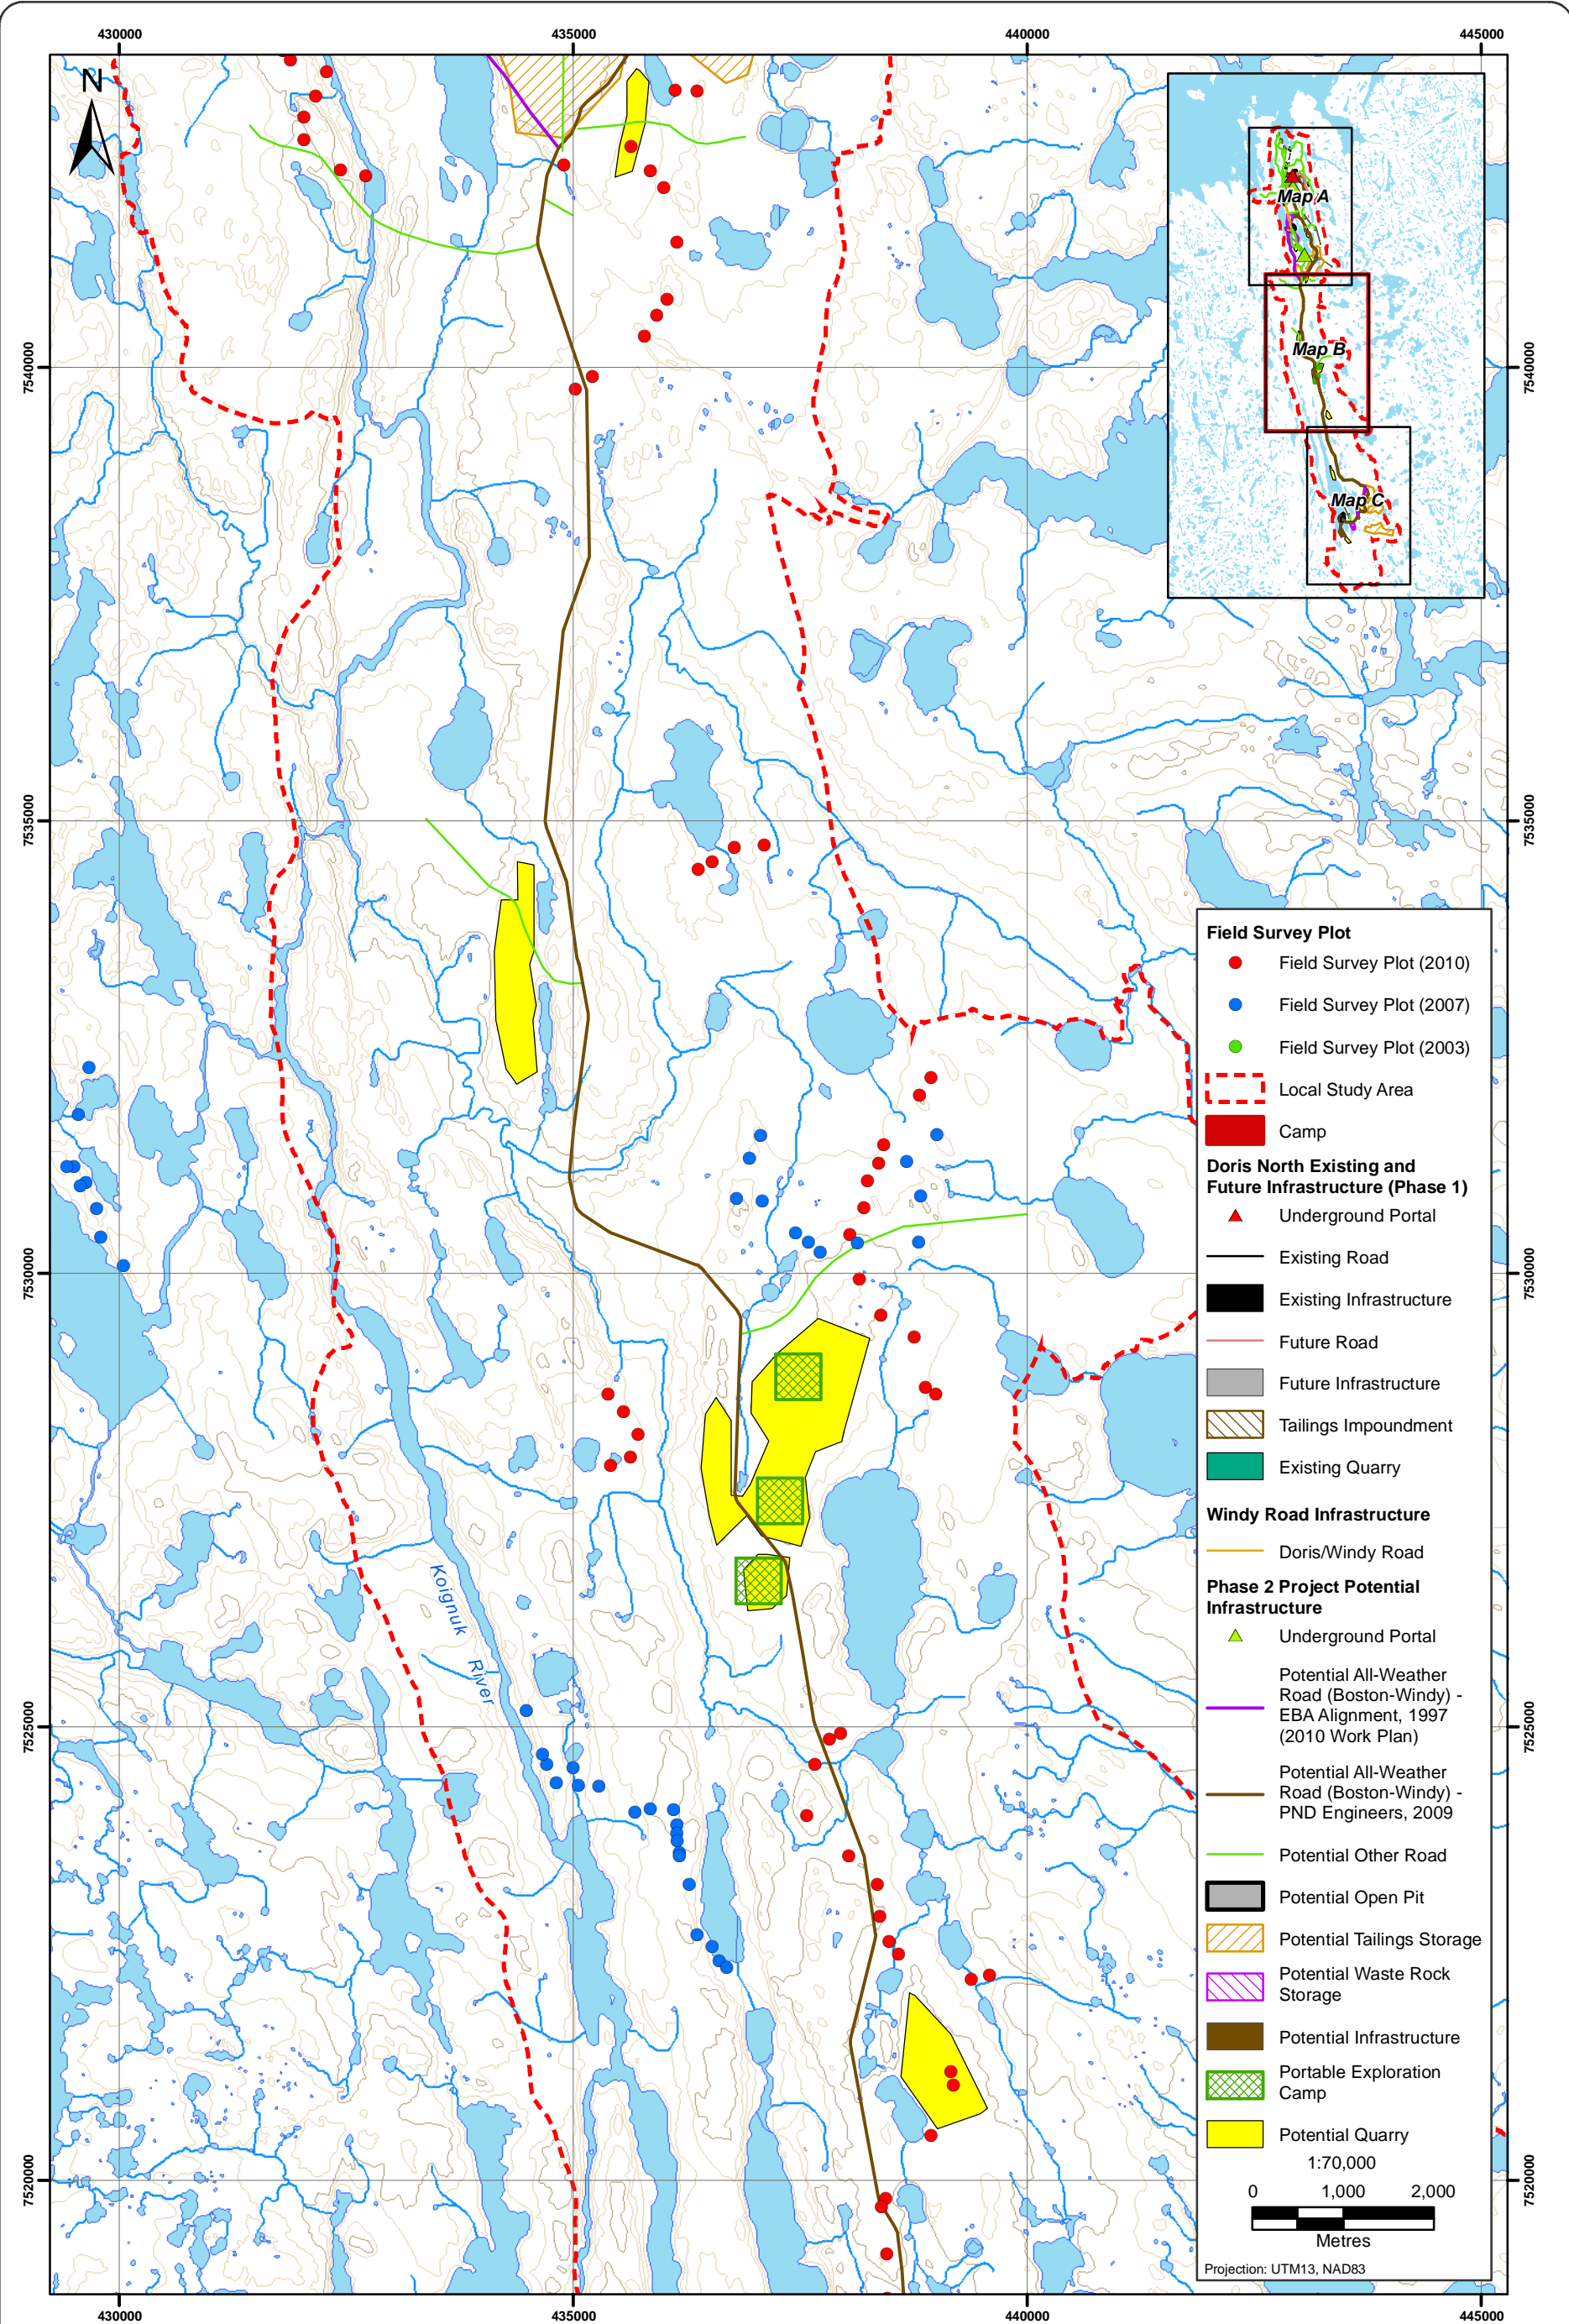 430000
435000
440000
445000
N
7540000
7540000
Map A
Map B
Map C
7535000
7535000
7530000
7530000
Koignuk
River
7525000
7525000
7520000
7520000
Field Survey Plot
Field Survey Plot (2010)
Field Survey Plot (2007)
Field Survey Plot (2003)
Local Study Area
Camp
Doris North Existing and
Future Infrastructure (Phase 1)
Underground Portal
Existing Road
Existing Infrastructure
Future Road
Future Infrastructure
Tailings Impoundment
Existing Quarry
Windy Road Infrastructure
Doris/Windy Road
Phase 2 Project Potential
Infrastructure
Underground Portal
Potential All-Weather
Road (Boston-Windy) -
EBA Alignment, 1997
(2010 Work Plan)
Potential All-Weather
Road (Boston-Windy) -
PND Engineers, 2009
Potential Other Road
Potential Open Pit
Potential Tailings Storage
Potential Waste Rock
Storage
Potential Infrastructure
Portable Exploration
Camp
Potential Quarry
1:70,000
0 1,000 2,000
Metres
Projection: UTM13, NAD83
430000
435000
440000
445000